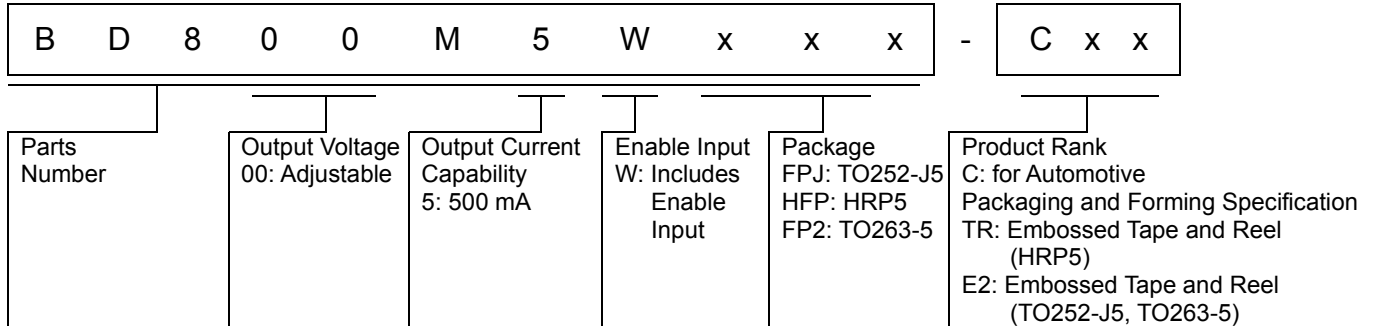 B D 8 0 0 M 5 W x x x - C x x
Parts
Number
Output Voltage
00: Adjustable
Output Current
Capability
5: 500 mA
Enable Input
W: Includes
Enable
Input
Package
FPJ: TO252-J5
HFP: HRP5
FP2: TO263-5
Product Rank
C: for Automotive
Packaging and Forming Specification
TR: Embossed Tape and Reel
(HRP5)
E2: Embossed Tape and Reel
(TO252-J5, TO263-5)